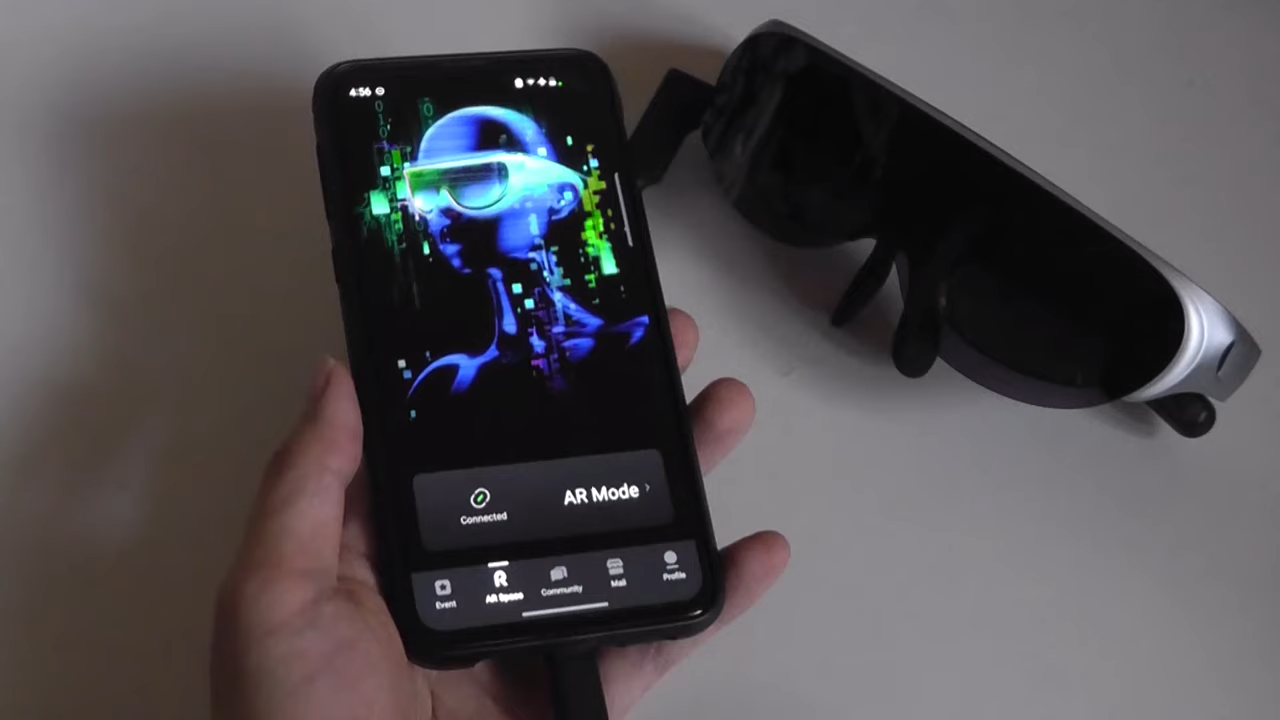 4:56
Connected
AR Mode
Event
AR Space
Community
Mall
Profile